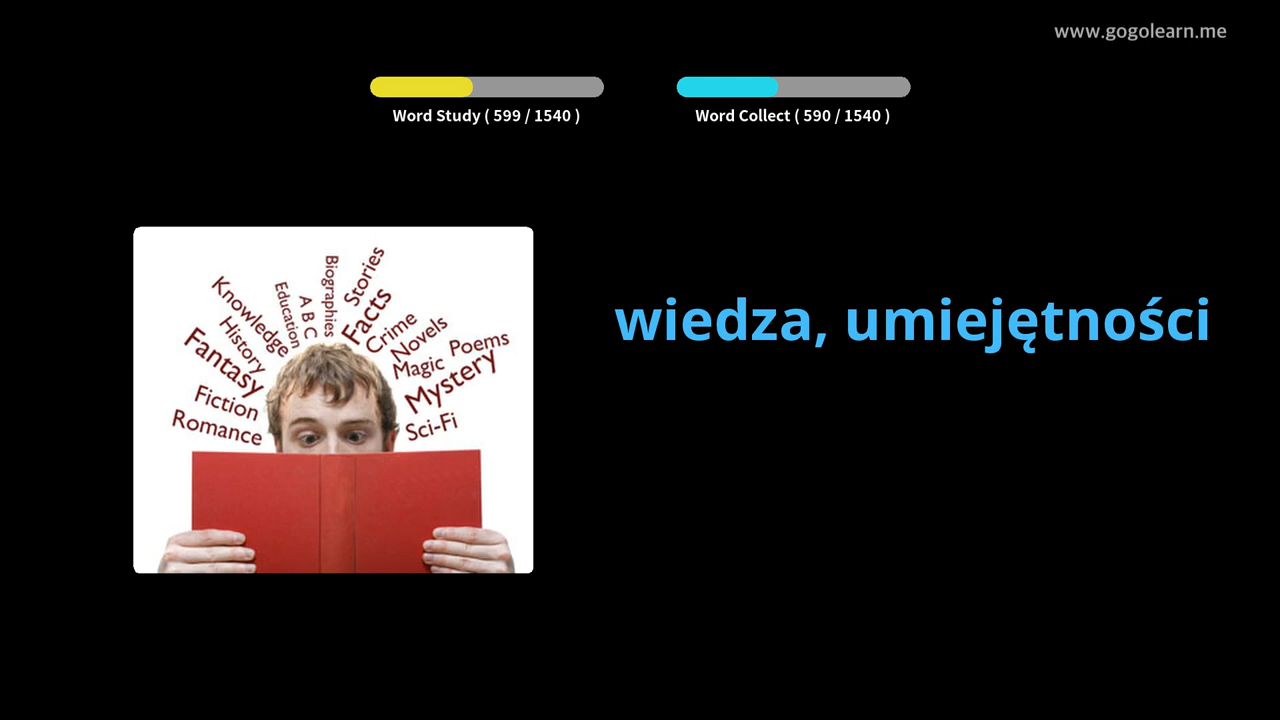 www.gogolearn.me
Word Study ( 599 / 1540 )
Word Collect ( 590 / 1540 )
Biographies
Stories
Education
A B C
Facts
Knowledge
Crime
History
Novels
Poems
Fantasy
Magic
Mystery
Fiction
Romance
Sci-Fi
wiedza, umiejętności